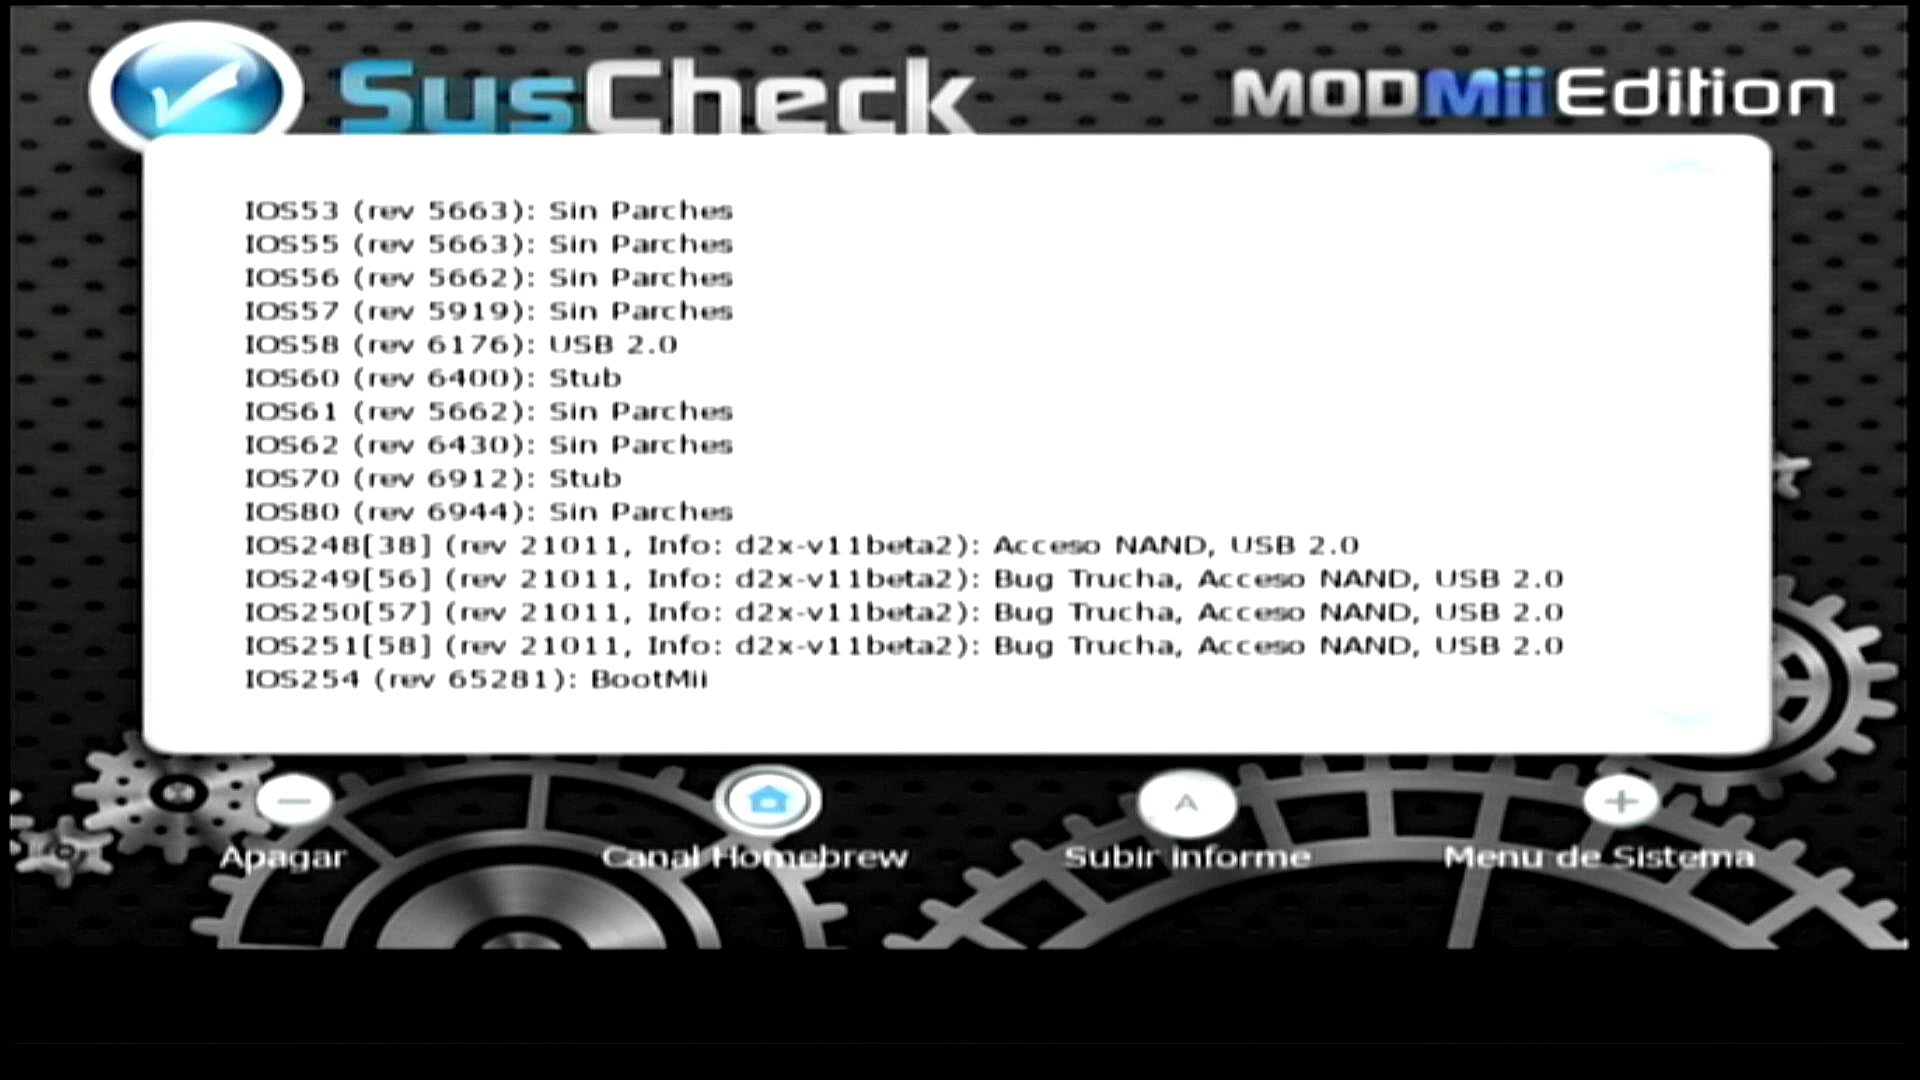 SusCheck
MODMiiEdition
IOS53 (rev 5663): Sin Parches
IOS55 (rev 5663): Sin Parches
IOS56 (rev 5662): Sin Parches
IOS57 (rev 5919): Sin Parches
IOS58 (rev 6176): USB 2.0
IOS60 (rev 6400): Stub
IOS61 (rev 5662): Sin Parches
IOS62 (rev 6430): Sin Parches
IOS70 (rev 6912): Stub
IOS80 (rev 6944): Sin Parches
IOS248[38] (rev 21011, Info: d2x-v11beta2): Acceso NAND, USB 2.0
IOS249[56] (rev 21011, Info: d2x-v11beta2): Bug Trucha, Acceso NAND, USB 2.0
IOS250[57] (rev 21011, Info: d2x-v11beta2): Bug Trucha, Acceso NAND, USB 2.0
IOS251[58] (rev 21011, Info: d2x-v11beta2): Bug Trucha, Acceso NAND, USB 2.0
IOS254 (rev 65281): BootMii
− A +
Apagar Canal Homebrew Subir informe Menu de Sistema